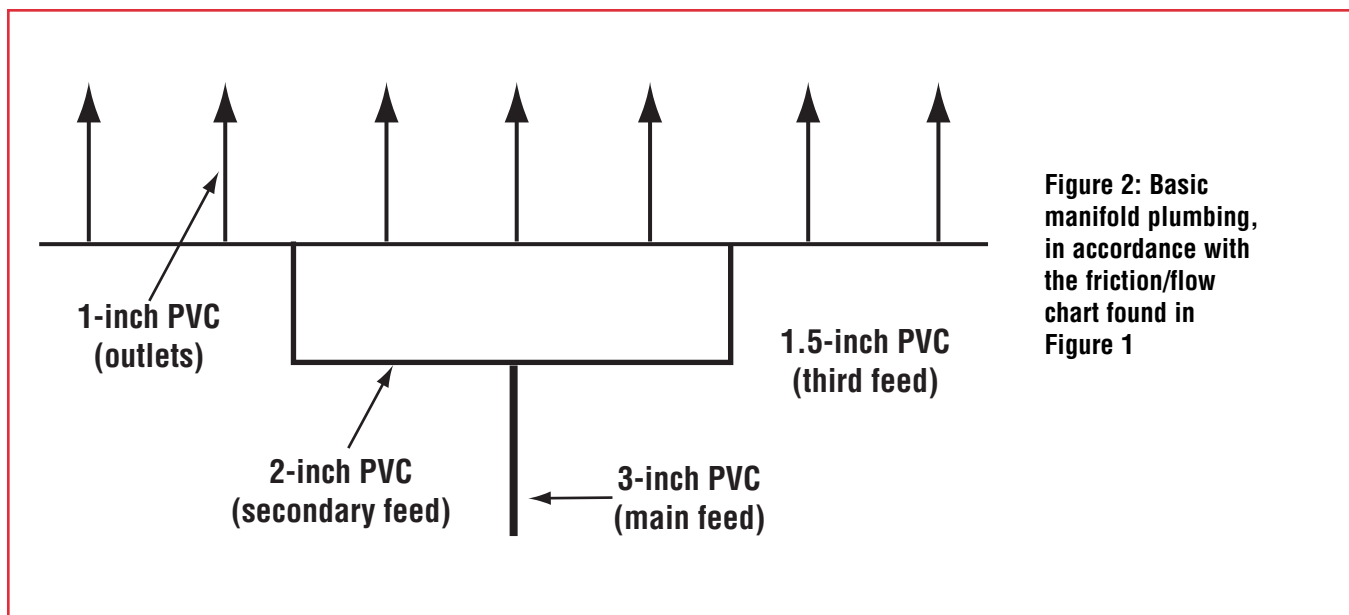 1-inch PVC
(outlets)
2-inch PVC
(secondary feed)
3-inch PVC
(main feed)
1.5-inch PVC
(third feed)
Figure 2: Basic
manifold plumbing,
in accordance with
the friction/flow
chart found in
Figure 1